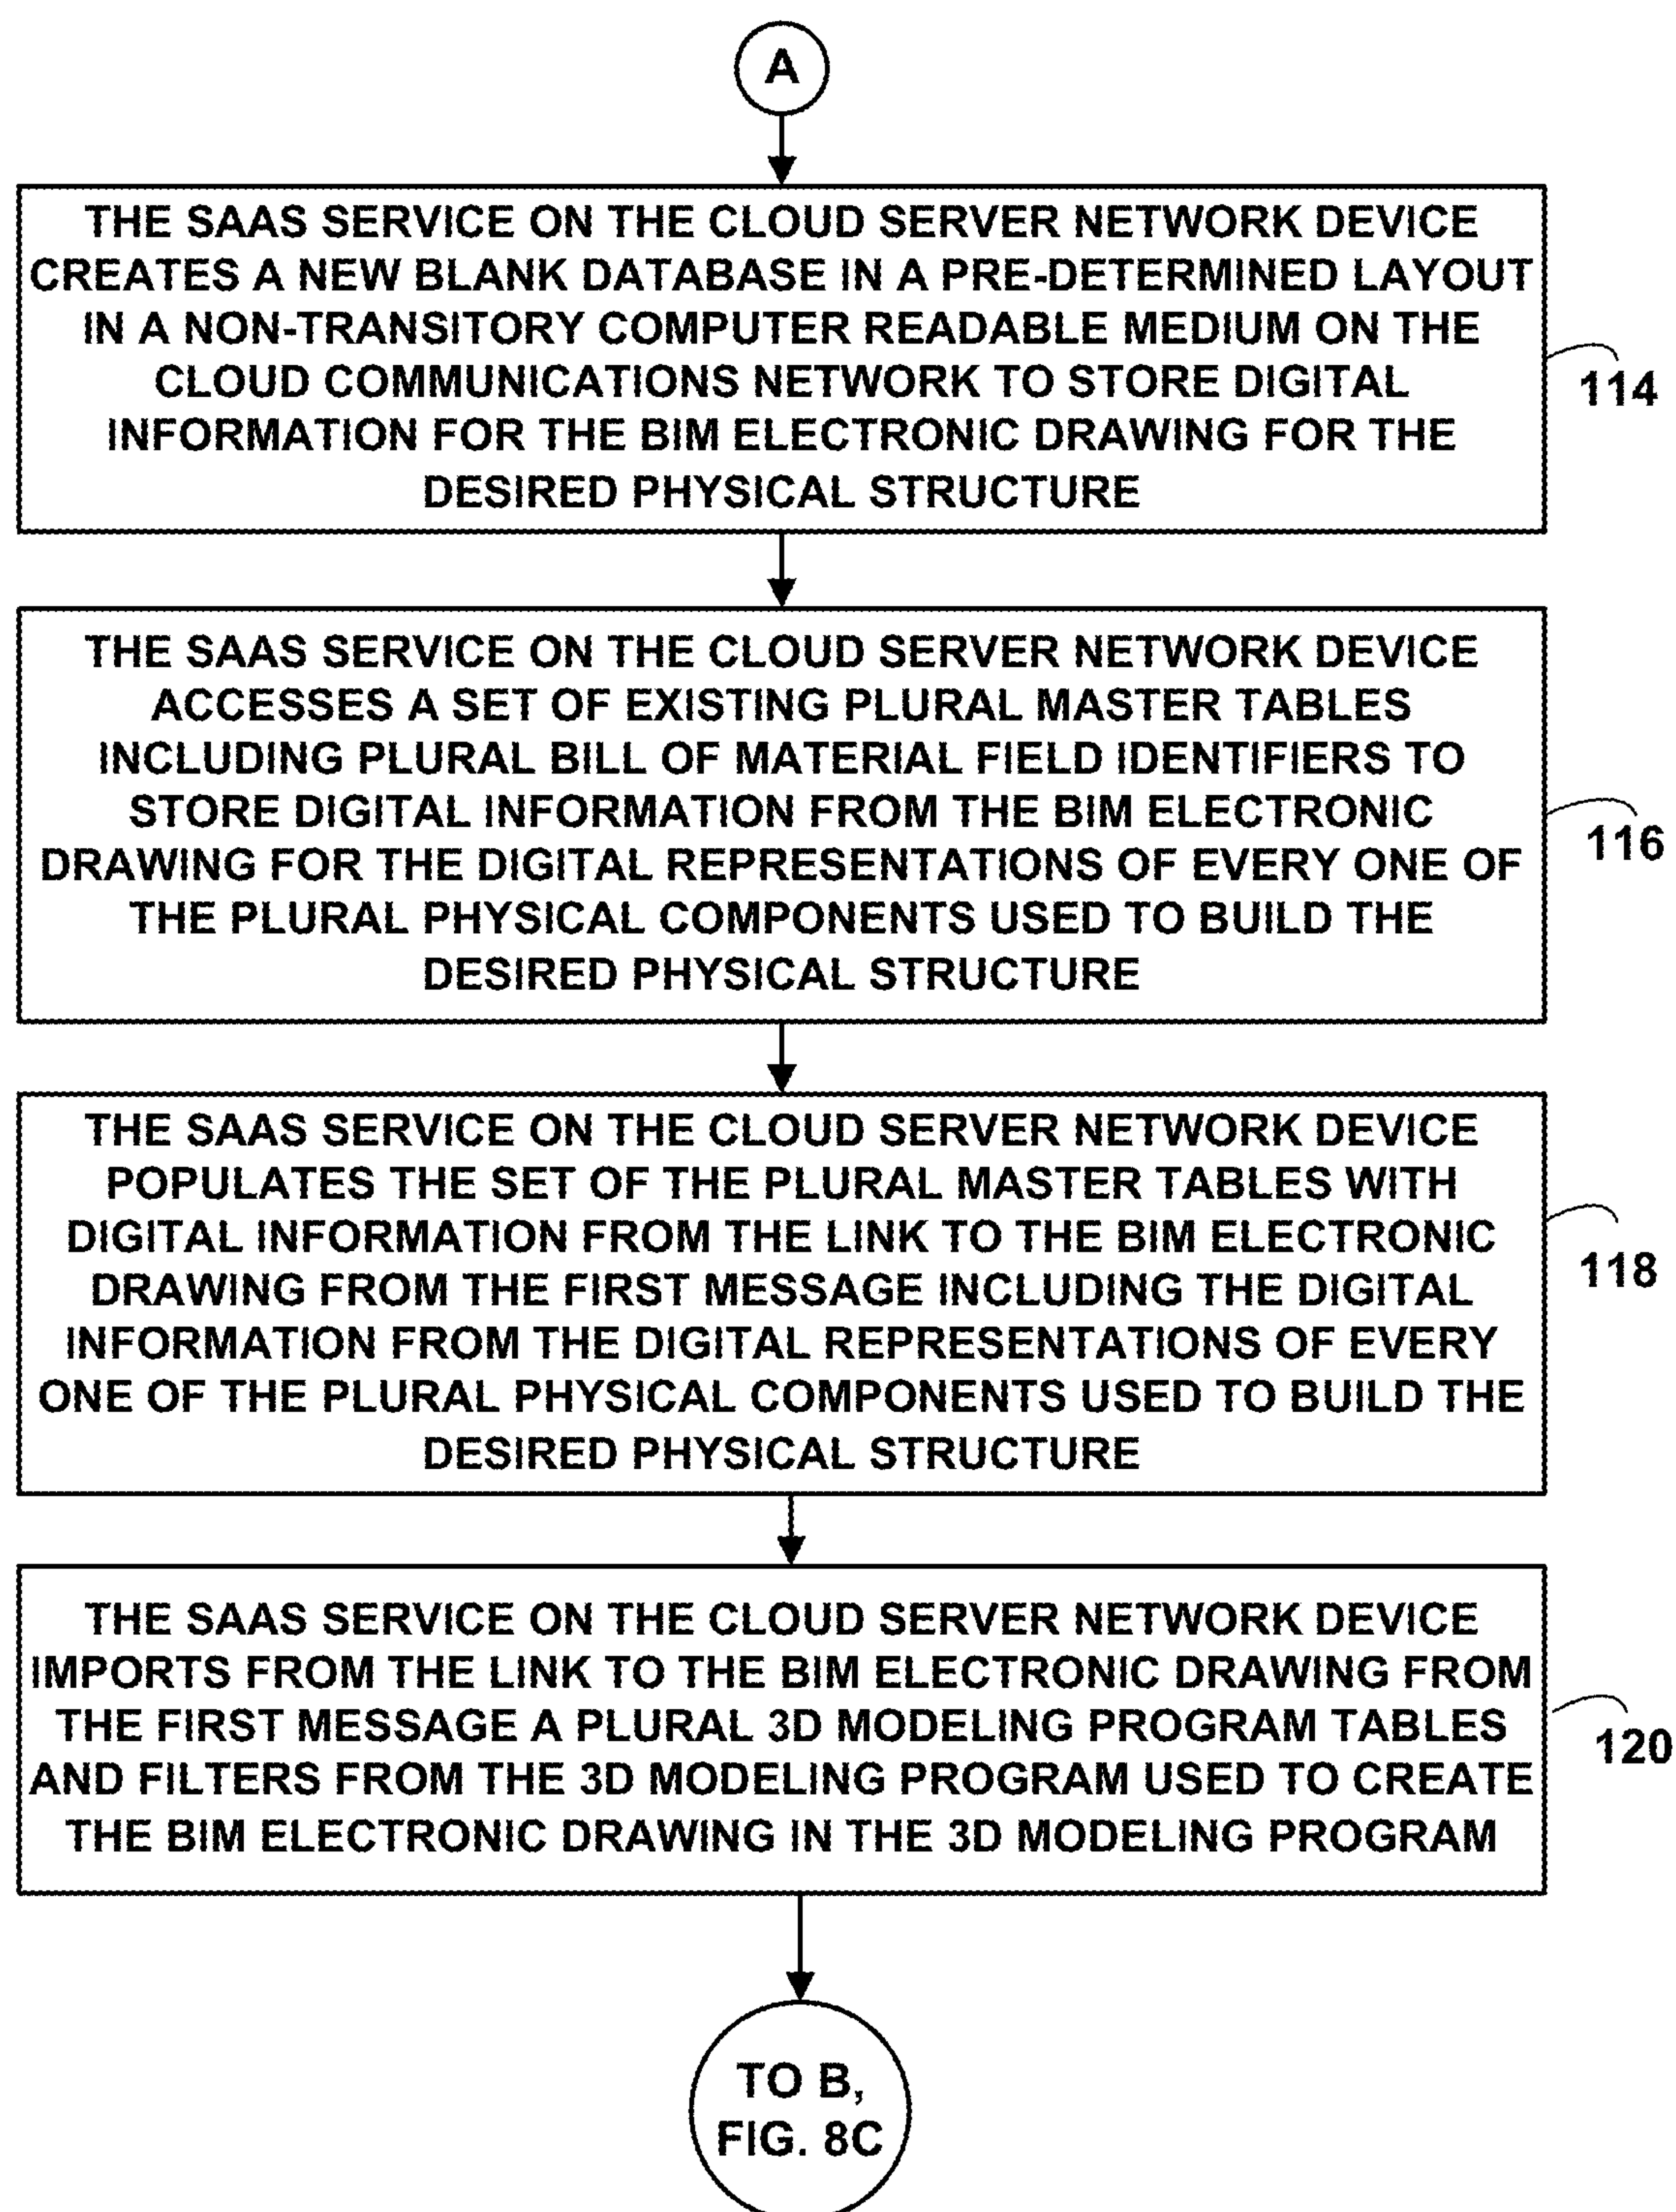 A
THE SAAS SERVICE ON THE CLOUD SERVER NETWORK DEVICE
CREATES A NEW BLANK DATABASE IN A PRE-DETERMINED LAYOUT
IN A NON-TRANSITORY COMPUTER READABLE MEDIUM ON THE
CLOUD COMMUNICATIONS NETWORK TO STORE DIGITAL
INFORMATION FOR THE BIM ELECTRONIC DRAWING FOR THE
DESIRED PHYSICAL STRUCTURE
114
THE SAAS SERVICE ON THE CLOUD SERVER NETWORK DEVICE
ACCESSES A SET OF EXISTING PLURAL MASTER TABLES
INCLUDING PLURAL BILL OF MATERIAL FIELD IDENTIFIERS TO
STORE DIGITAL INFORMATION FROM THE BIM ELECTRONIC
DRAWING FOR THE DIGITAL REPRESENTATIONS OF EVERY ONE OF
THE PLURAL PHYSICAL COMPONENTS USED TO BUILD THE
DESIRED PHYSICAL STRUCTURE
116
THE SAAS SERVICE ON THE CLOUD SERVER NETWORK DEVICE
POPULATES THE SET OF THE PLURAL MASTER TABLES WITH
DIGITAL INFORMATION FROM THE LINK TO THE BIM ELECTRONIC
DRAWING FROM THE FIRST MESSAGE INCLUDING THE DIGITAL
INFORMATION FROM THE DIGITAL REPRESENTATIONS OF EVERY
ONE OF THE PLURAL PHYSICAL COMPONENTS USED TO BUILD THE
DESIRED PHYSICAL STRUCTURE
118
THE SAAS SERVICE ON THE CLOUD SERVER NETWORK DEVICE
IMPORTS FROM THE LINK TO THE BIM ELECTRONIC DRAWING FROM
THE FIRST MESSAGE A PLURAL 3D MODELING PROGRAM TABLES
AND FILTERS FROM THE 3D MODELING PROGRAM USED TO CREATE
THE BIM ELECTRONIC DRAWING IN THE 3D MODELING PROGRAM
120
TO B,
FIG. 8C